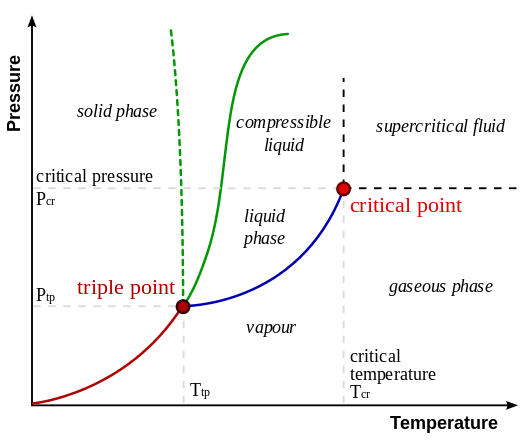 Pressure
solid phase
compressible
liquid
supercritical fluid
critical pressure
Pcr
critical point
liquid
phase
Ptp
triple point
gaseous phase
vapour
critical
temperature
Tcr
Ttp
Temperature